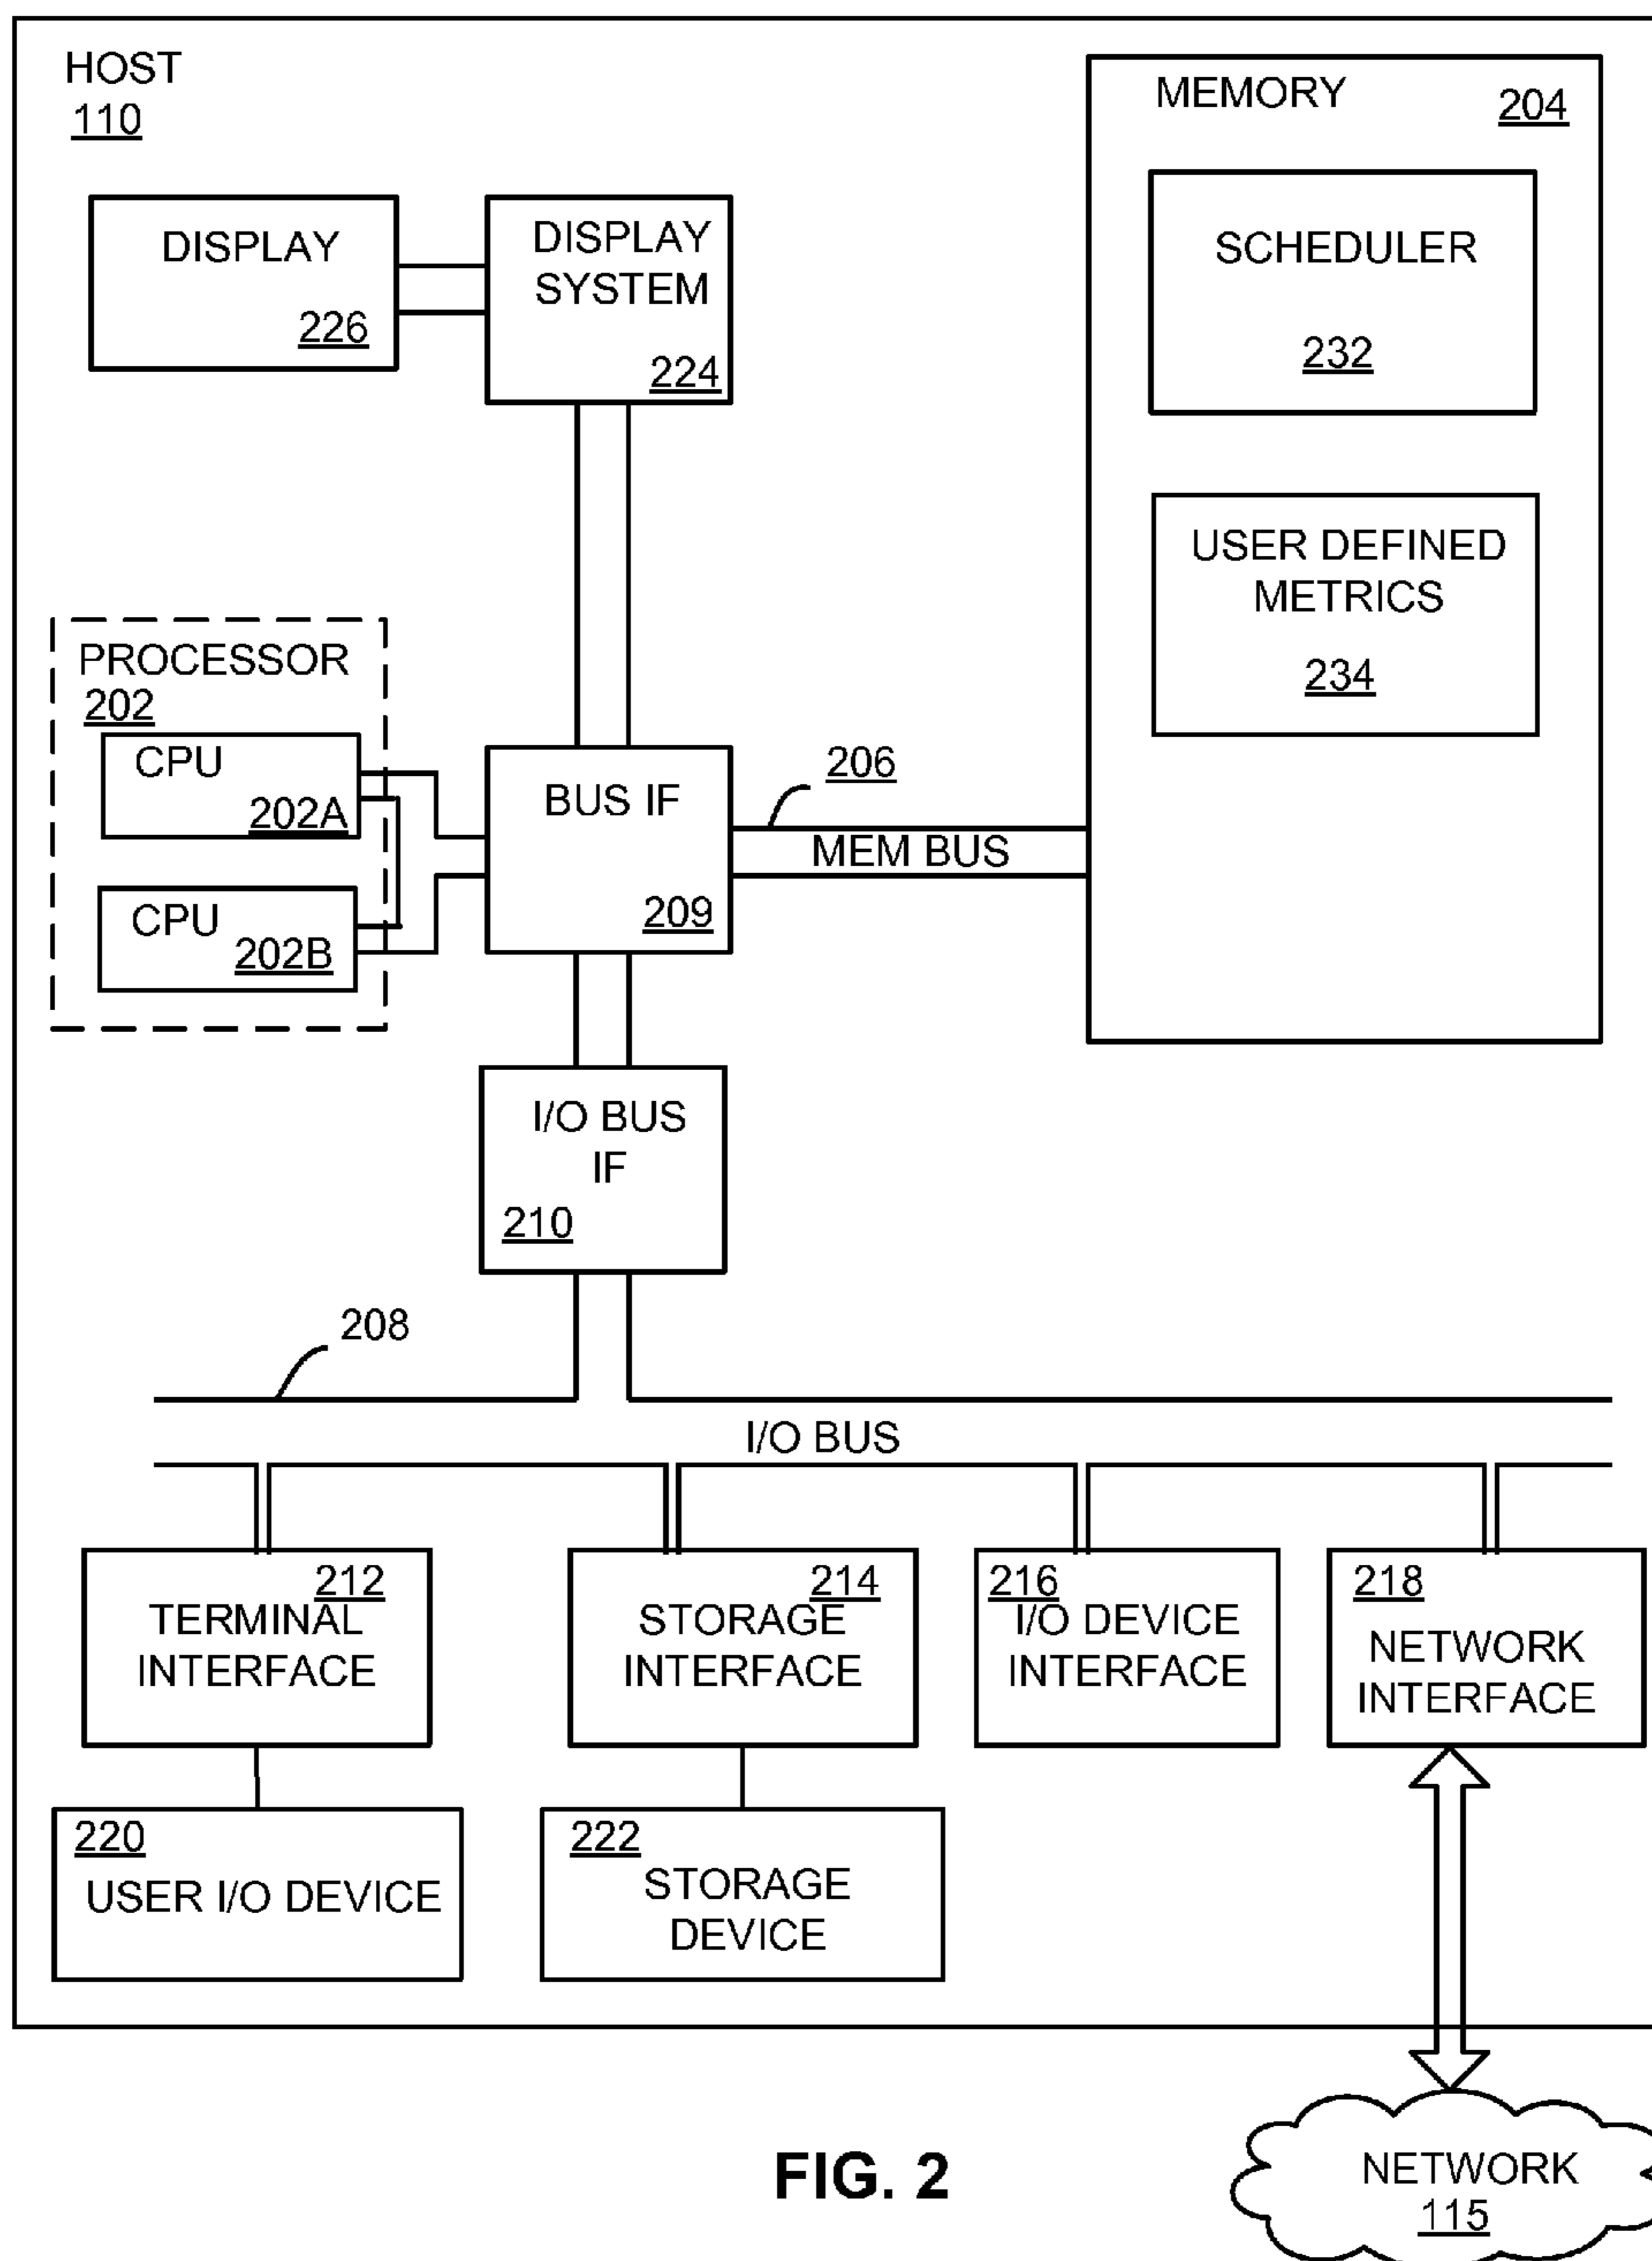 HOST
110
MEMORY
204
DISPLAY
226
DISPLAY
SYSTEM
224
SCHEDULER
232
USER DEFINED
METRICS
234
PROCESSOR
202
CPU
202A
CPU
202B
BUS IF
209
206
MEM BUS
I/O BUS
IF
210
208
I/O BUS
212
TERMINAL
INTERFACE
214
STORAGE
INTERFACE
216
I/O DEVICE
INTERFACE
218
NETWORK
INTERFACE
220
USER I/O DEVICE
222
STORAGE
DEVICE
NETWORK
115
FIG. 2